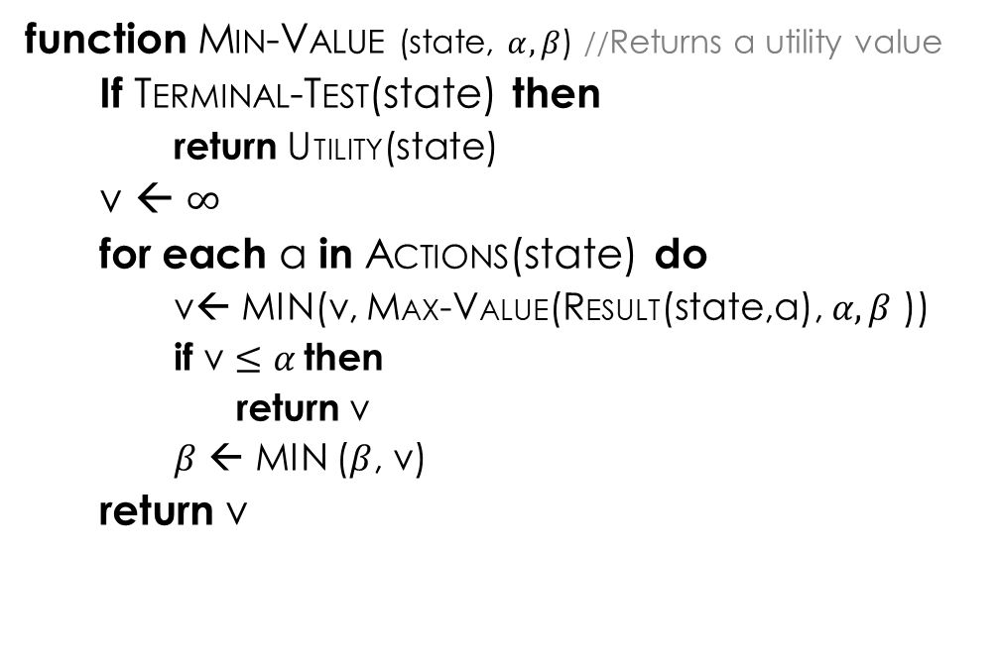 function MIN-VALUE (state, α,β) //Returns a utility value
If TERMINAL-TEST(state) then
return UTILITY(state)
v ← ∞
for each a in ACTIONS(state) do
v← MIN(v, MAX-VALUE(RESULT(state,a), α,β ))
if v ≤ α then
return v
β ← MIN (β, v)
return v